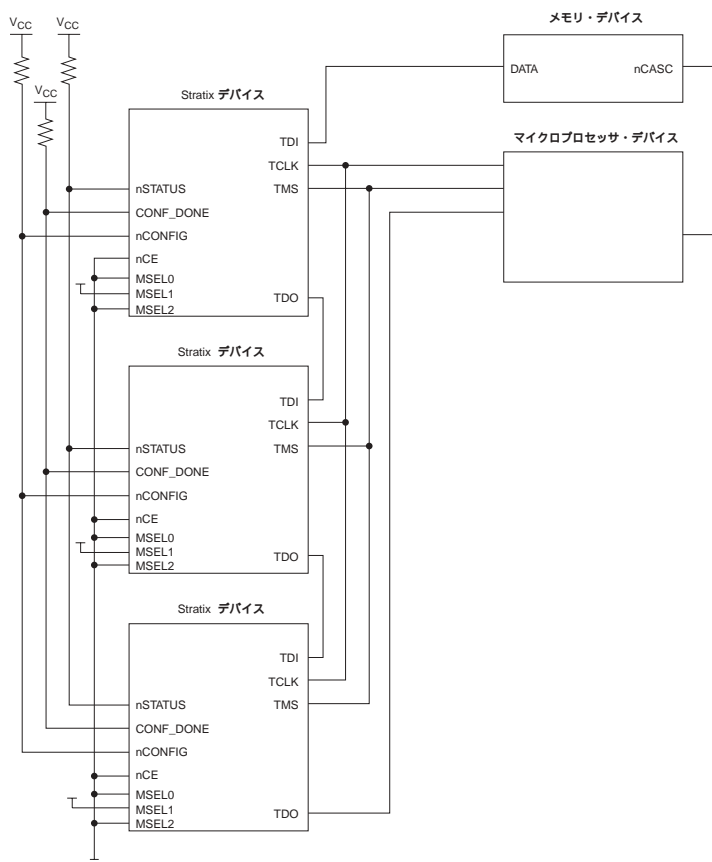 VCC
VCC
VCC
メモリ・デバイス
DATA
nCASC
マイクロプロセッサ・デバイス
Stratix デバイス
TDI
TCLK
TMS
nSTATUS
CONF_DONE
nCONFIG
nCE
MSEL0
MSEL1
MSEL2
TDO
Stratix デバイス
TDI
TCLK
TMS
nSTATUS
CONF_DONE
nCONFIG
nCE
MSEL0
MSEL1
MSEL2
TDO
Stratix デバイス
TDI
TCLK
TMS
nSTATUS
CONF_DONE
nCONFIG
nCE
MSEL0
MSEL1
MSEL2
TDO